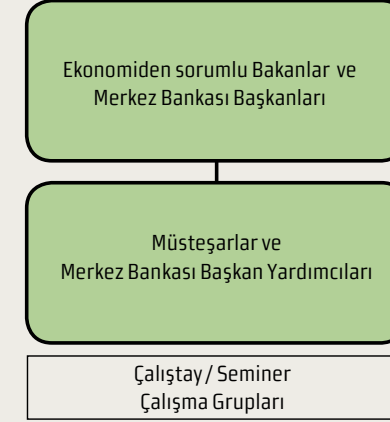 Ekonomiden sorumlu Bakanlar ve
Merkez Bankası Başkanları
Müsteşarlar ve
Merkez Bankası Başkan Yardımcıları
Çalıştay / Seminer
Çalışma Grupları